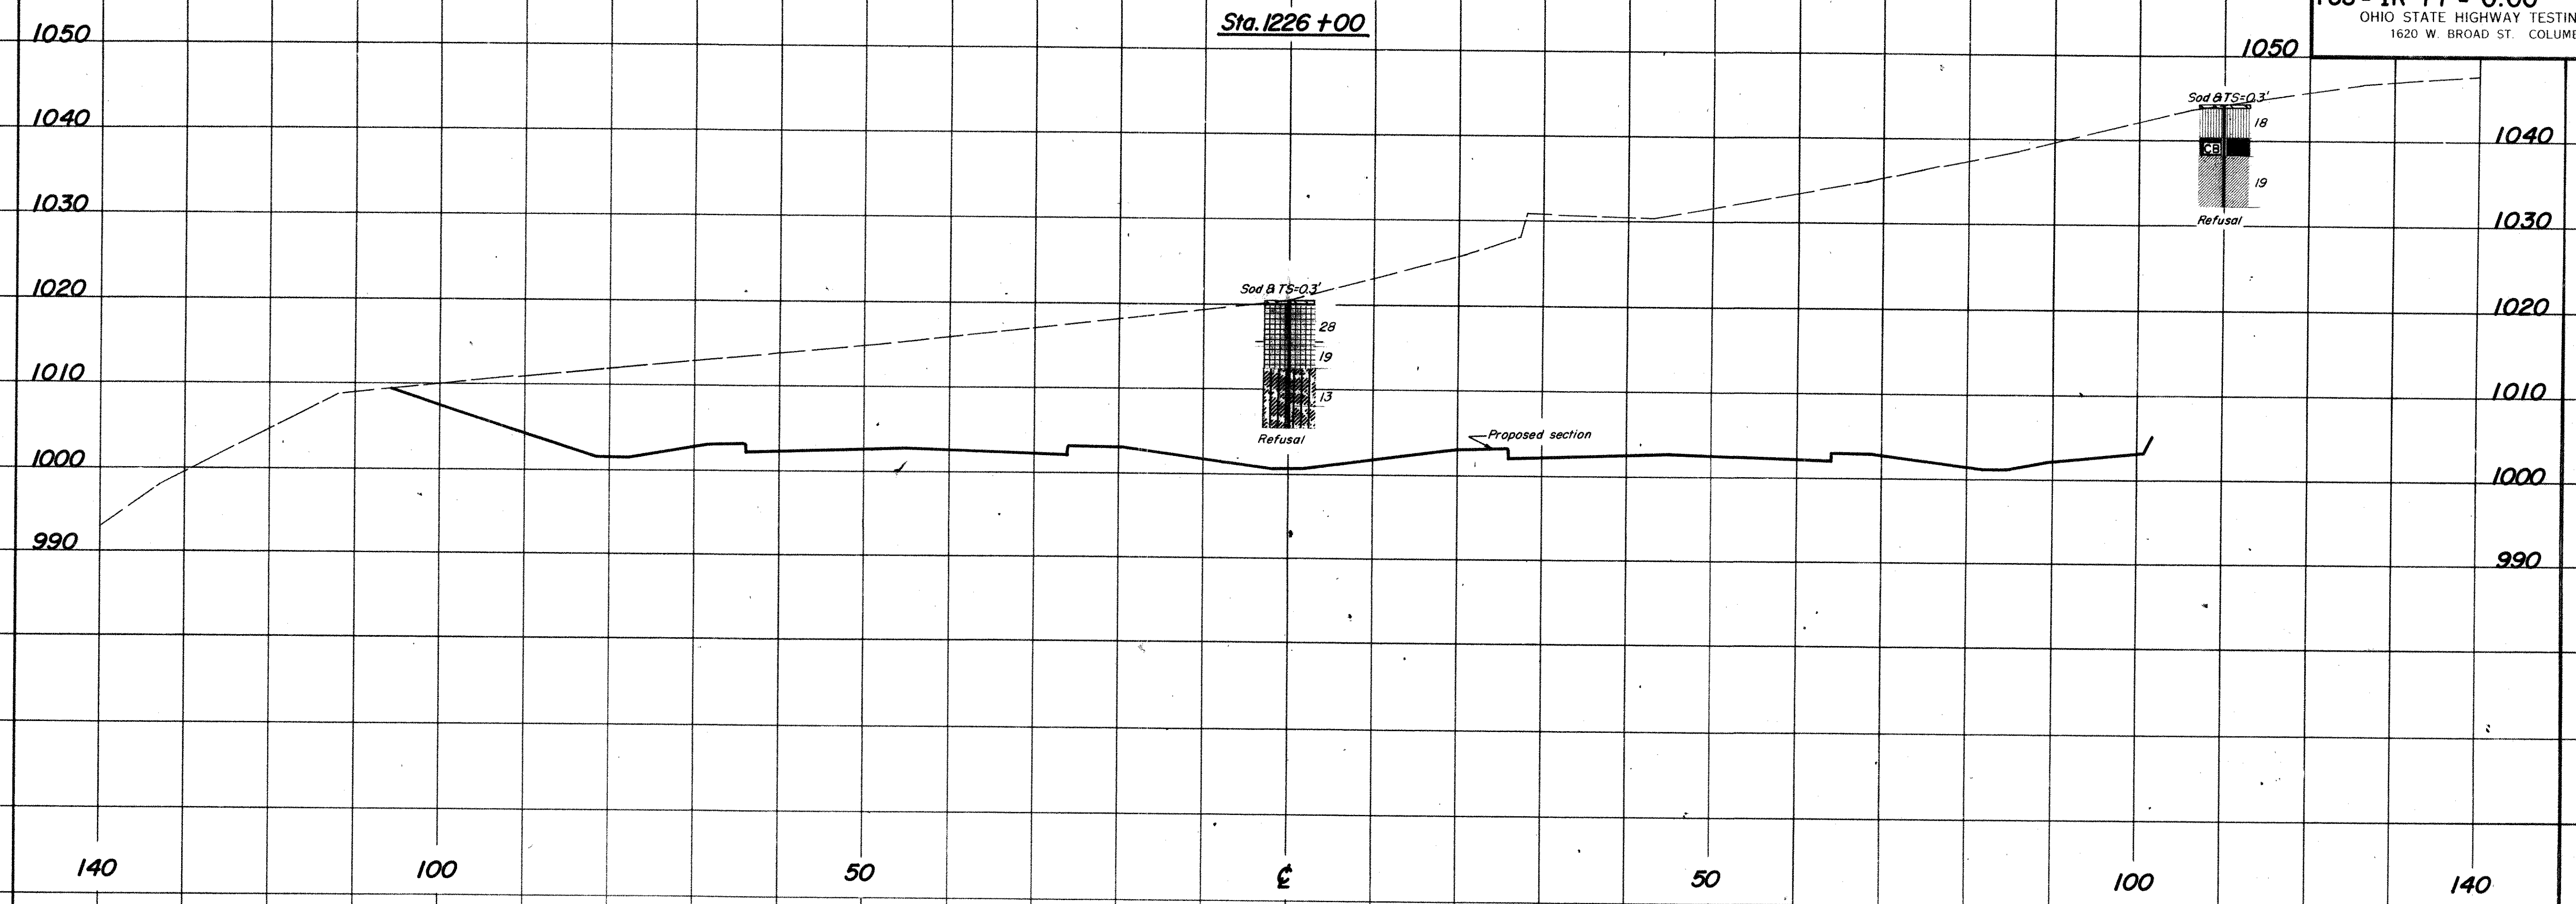 Sta. 1226 + 00
OHIO STATE HIGHWAY TESTIN
1620 W. BROAD ST. COLUMB
1050
1050
1040
1040
1030
1030
1020
1020
1010
1010
1000
1000
990
990
Sod & TS=0.3'
18
CB
19
Refusal
Sod & TS=0.3'
28
19
13
Refusal
Proposed section
140
100
50
℄
50
100
140